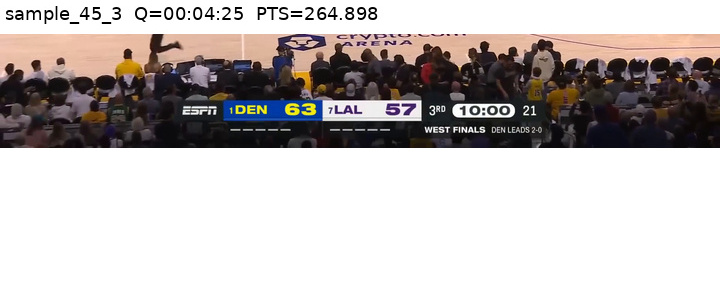 sample_45_3 Q=00:04:25 PTS=264.898
crypto.com
ARENA
ESPN 1 DEN 63 7 LAL 57 3RD 10:00 21
WEST FINALS DEN LEADS 2-0